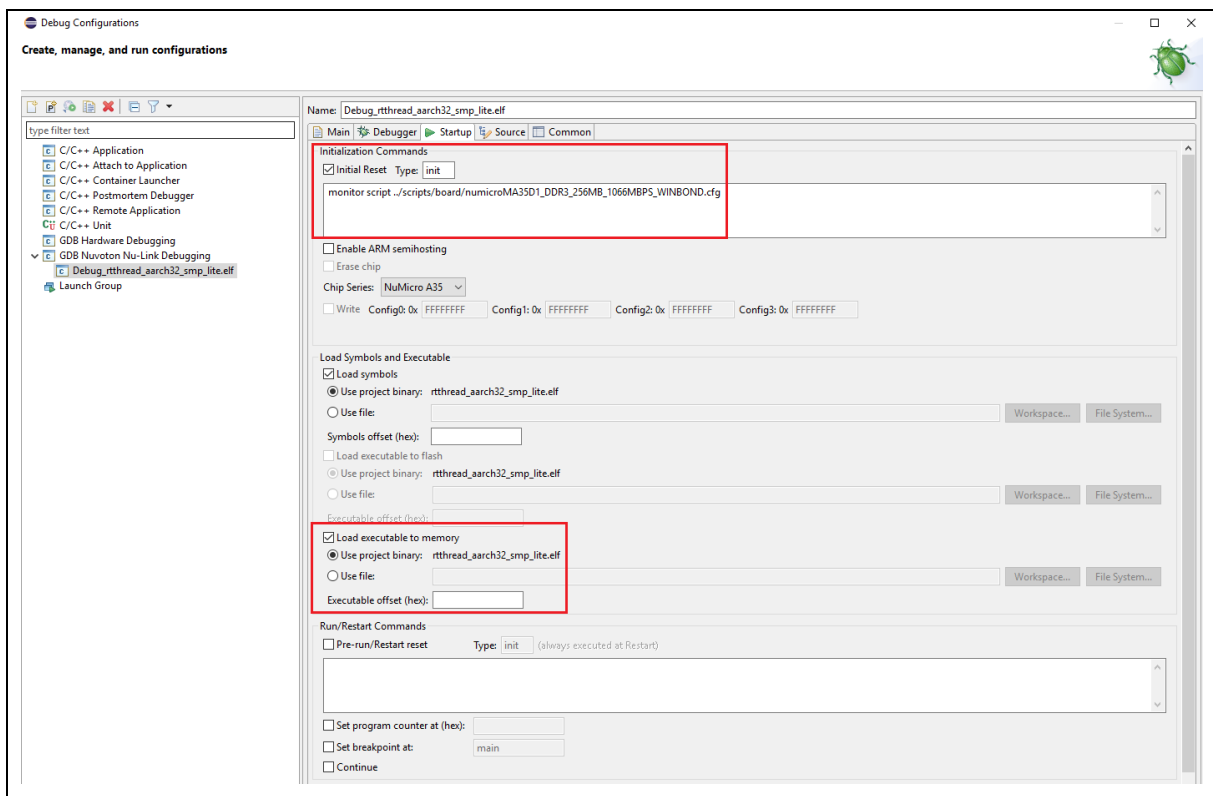 Debug Configurations
Create, manage, and run configurations
type filter text
C/C++ Application
C/C++ Attach to Application
C/C++ Container Launcher
C/C++ Postmortem Debugger
C/C++ Remote Application
C/C++ Unit
GDB Hardware Debugging
GDB Nuvoton Nu-Link Debugging
Debug_rtthread_aarch32_smp_lite.elf
Launch Group
Name: Debug_rtthread_aarch32_smp_lite.elf
Main Debugger Startup Source Common
Initialization Commands
Initial Reset Type: init
monitor script ../scripts/board/numicroMA35D1_DDR3_256MB_1066MBPS_WINBOND.cfg
Enable ARM semihosting
Erase chip
Chip Series: NuMicro A35
Write Config0: 0x FFFFFFFF Config1: 0x FFFFFFFF Config2: 0x FFFFFFFF Config3: 0x FFFFFFFF
Load Symbols and Executable
Load symbols
Use project binary: rtthread_aarch32_smp_lite.elf
Use file: Workspace... File System...
Symbols offset (hex):
Load executable to flash
Use project binary: rtthread_aarch32_smp_lite.elf
Use file: Workspace... File System...
Executable offset (hex):
Load executable to memory
Use project binary: rtthread_aarch32_smp_lite.elf
Use file: Workspace... File System...
Executable offset (hex):
Run/Restart Commands
Pre-run/Restart reset Type: init (always executed at Restart)
Set program counter at (hex):
Set breakpoint at: main
Continue